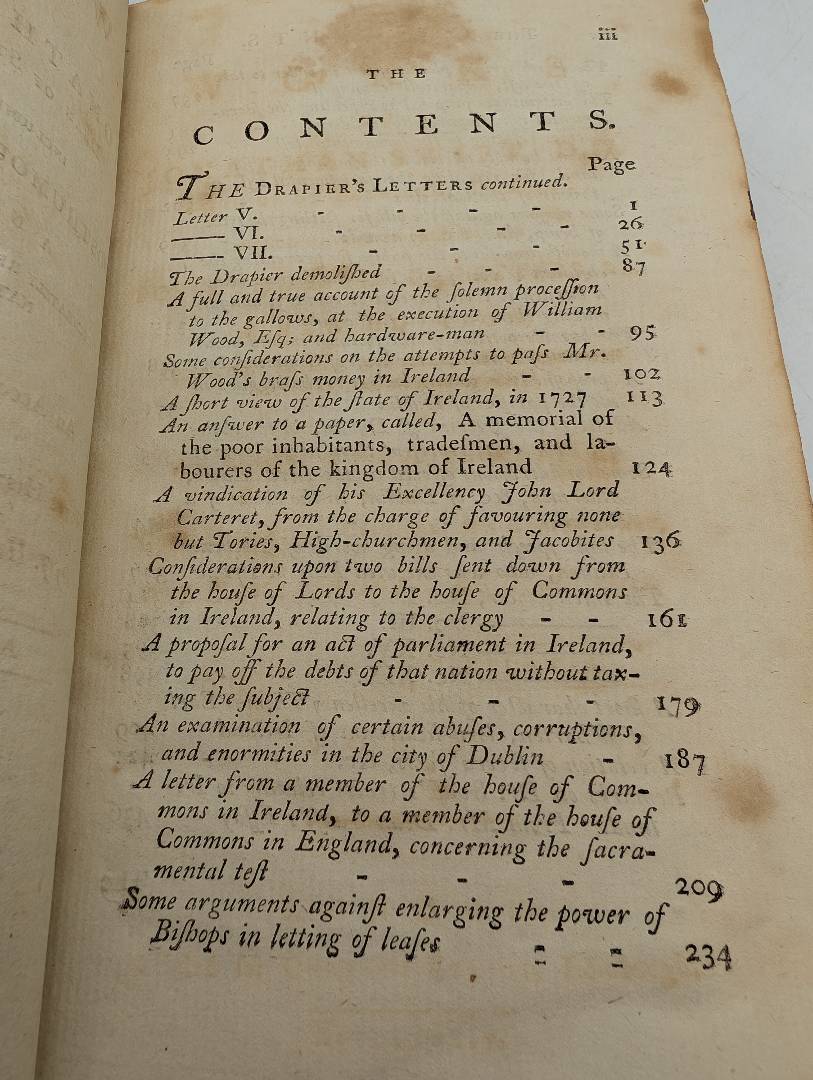 iii
THE
CONTENTS.
Page
THE DRAPIER'S LETTERS continued.
Letter V. - - - - 1
—— VI. - - - - 26
—— VII. - - - 51
The Drapier demoliſhed - - - 87
A full and true account of the ſolemn proceſſion
to the gallows, at the execution of William
Wood, Eſq; and hardware-man - - 95
Some conſiderations on the attempts to paſs Mr.
Wood's braſs money in Ireland - - 102
A ſhort view of the ſtate of Ireland, in 1727 113
An anſwer to a paper, called, A memorial of
the poor inhabitants, tradeſmen, and la-
bourers of the kingdom of Ireland 124
A vindication of his Excellency John Lord
Carteret, from the charge of favouring none
but Tories, High-churchmen, and Jacobites 136
Conſiderations upon two bills ſent down from
the houſe of Lords to the houſe of Commons
in Ireland, relating to the clergy - - 161
A propoſal for an act of parliament in Ireland,
to pay off the debts of that nation without tax-
ing the ſubject - - - 179
An examination of certain abuſes, corruptions,
and enormities in the city of Dublin - 187
A letter from a member of the houſe of Com-
mons in Ireland, to a member of the houſe of
Commons in England, concerning the ſacra-
mental teſt - - - 209
Some arguments againſt enlarging the power of
Biſhops in letting of leaſes - - 234